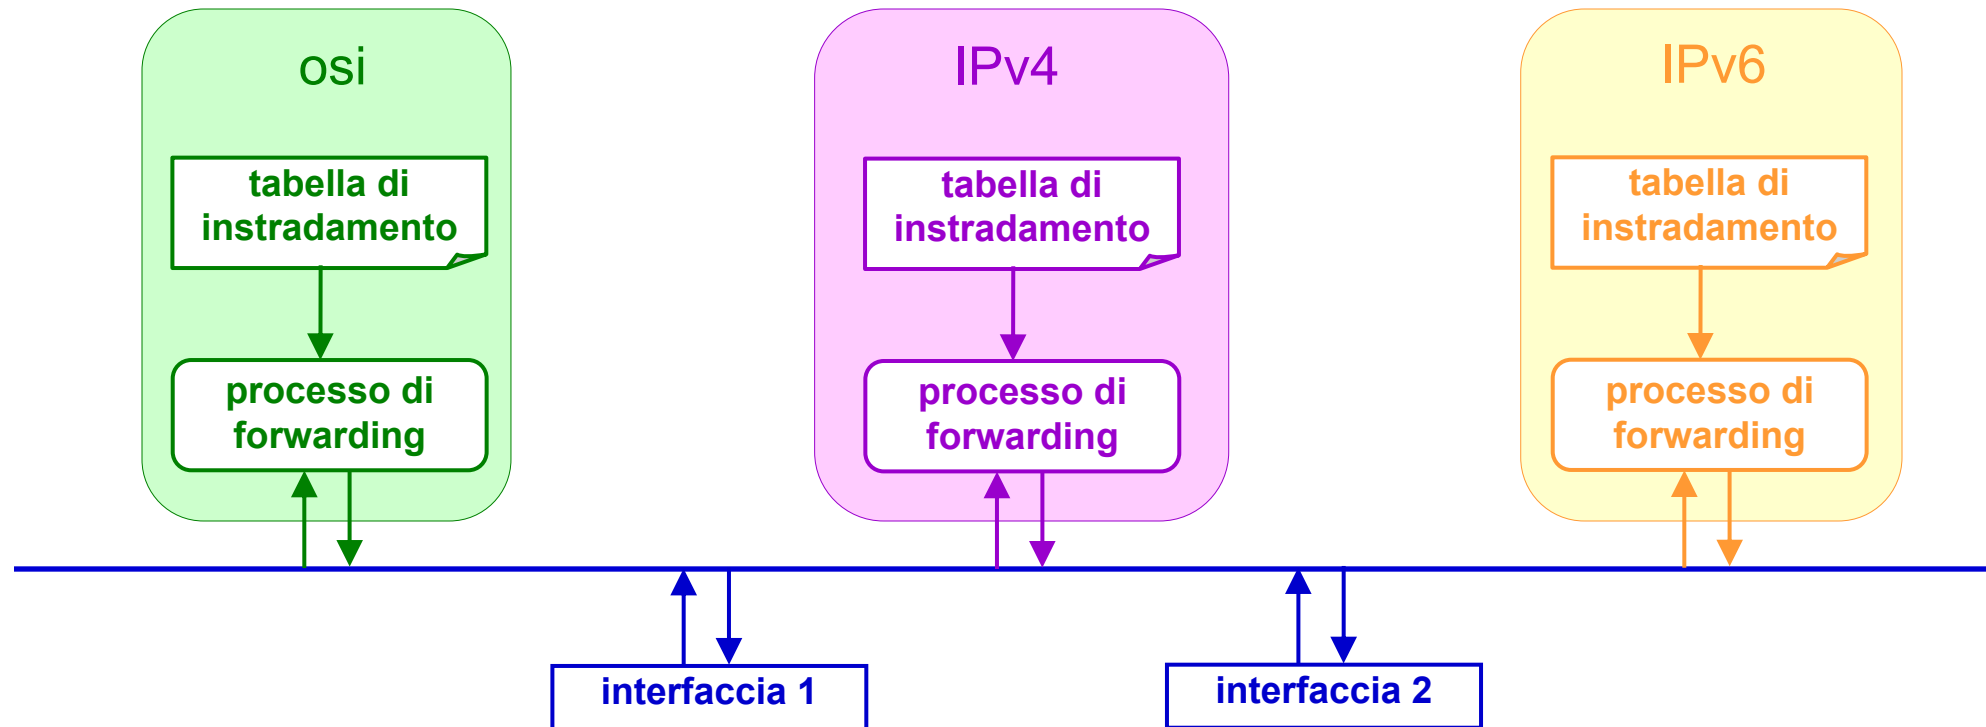 osi
tabella di
instradamento
processo di
forwarding
IPv4
tabella di
instradamento
processo di
forwarding
IPv6
tabella di
instradamento
processo di
forwarding
interfaccia 1
interfaccia 2